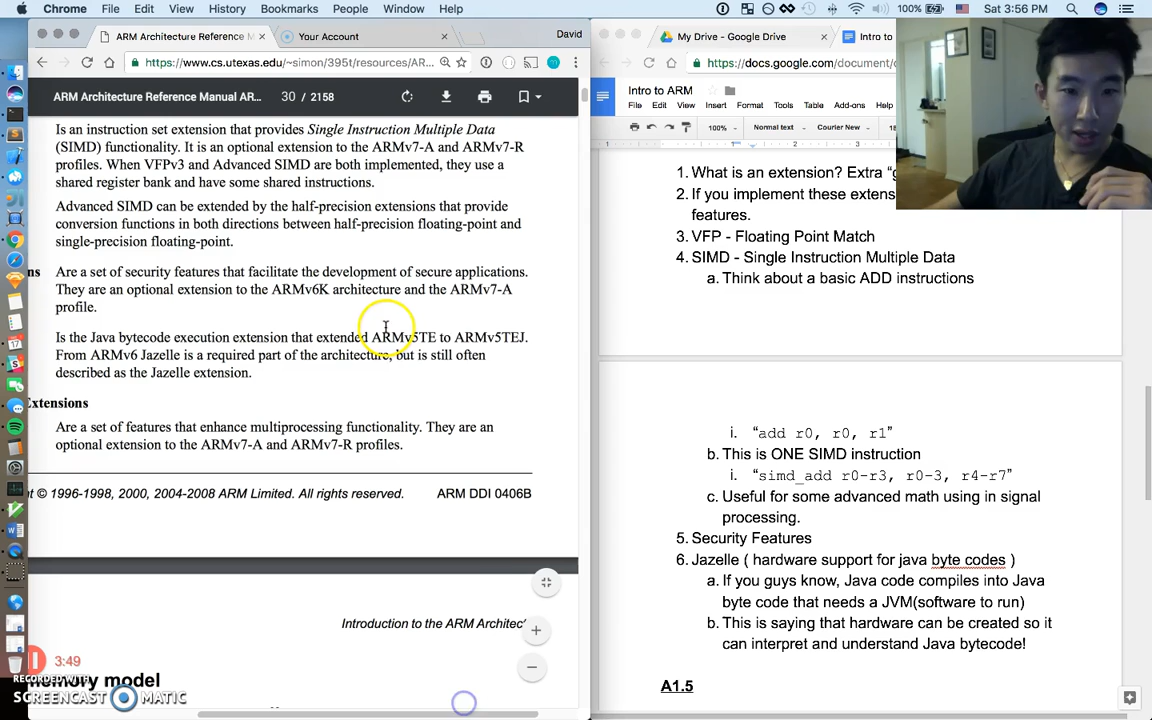 Chrome File Edit View History Bookmarks People Window Help 100% Sat 3:56 PM
ARM Architecture Reference M Your Account David
https://www.cs.utexas.edu/~simon/395t/resources/AR...
ARM Architecture Reference Manual AR... 30 / 2158
Is an instruction set extension that provides Single Instruction Multiple Data
(SIMD) functionality. It is an optional extension to the ARMv7-A and ARMv7-R
profiles. When VFPv3 and Advanced SIMD are both implemented, they use a
shared register bank and have some shared instructions.
Advanced SIMD can be extended by the half-precision extensions that provide
conversion functions in both directions between half-precision floating-point and
single-precision floating-point.
ns Are a set of security features that facilitate the development of secure applications.
They are an optional extension to the ARMv6K architecture and the ARMv7-A
profile.
Is the Java bytecode execution extension that extended ARMv5TE to ARMv5TEJ.
From ARMv6 Jazelle is a required part of the architecture, but is still often
described as the Jazelle extension.
Extensions
Are a set of features that enhance multiprocessing functionality. They are an
optional extension to the ARMv7-A and ARMv7-R profiles.
t © 1996-1998, 2000, 2004-2008 ARM Limited. All rights reserved. ARM DDI 0406B
Introduction to the ARM Architect
3:49
memory model
RECORDED WITH
SCREENCAST MATIC
My Drive - Google Drive Intro to
https://docs.google.com/document/
Intro to ARM
File Edit View Insert Format Tools Table Add-ons Help
100% Normal text Courier New 18
1. What is an extension? Extra "g
2. If you implement these extens
features.
3. VFP - Floating Point Match
4. SIMD - Single Instruction Multiple Data
a. Think about a basic ADD instructions
i. “add r0, r0, r1”
b. This is ONE SIMD instruction
i. “simd_add r0-r3, r0-3, r4-r7”
c. Useful for some advanced math using in signal
processing.
5. Security Features
6. Jazelle ( hardware support for java byte codes )
a. If you guys know, Java code compiles into Java
byte code that needs a JVM(software to run)
b. This is saying that hardware can be created so it
can interpret and understand Java bytecode!
A1.5